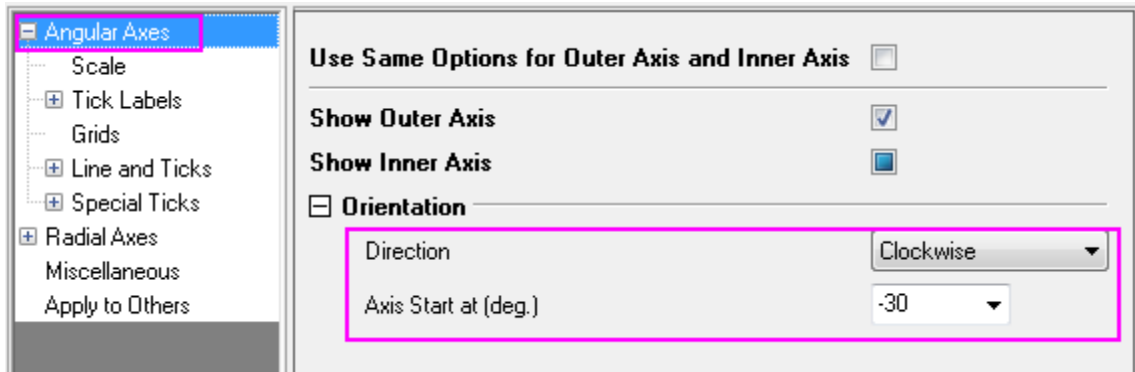 Angular Axes
Scale
Tick Labels
Grids
Line and Ticks
Special Ticks
Radial Axes
Miscellaneous
Apply to Others
Use Same Options for Outer Axis and Inner Axis
Show Outer Axis
Show Inner Axis
Orientation
Direction Clockwise
Axis Start at (deg.) -30